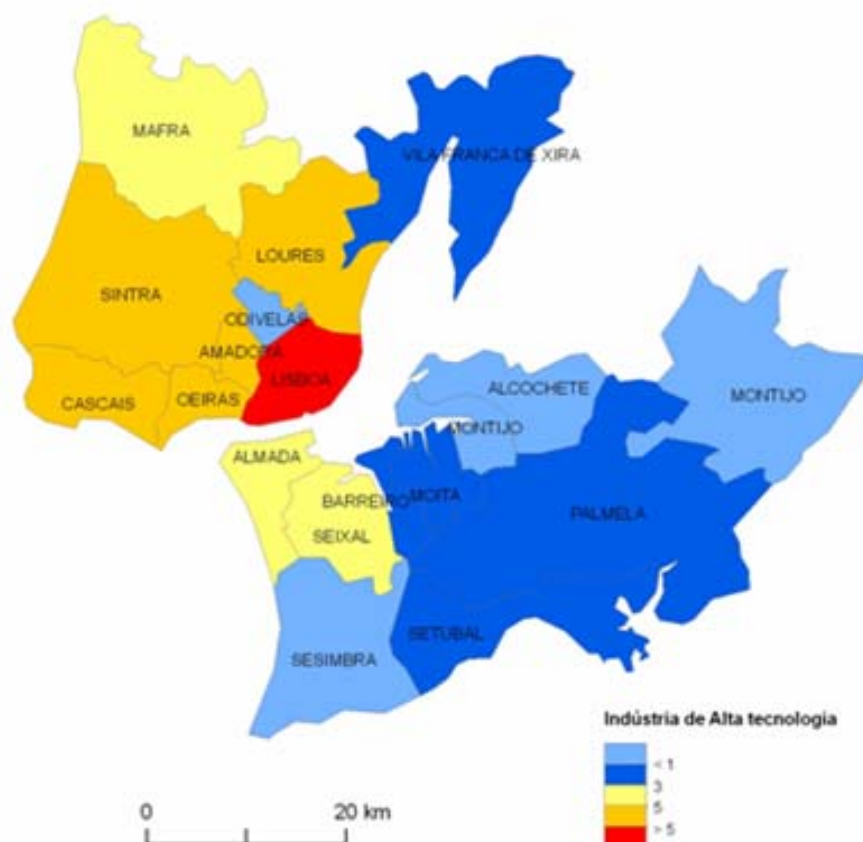 MAFRA
VILA FRANCA DE XIRA
LOURES
SINTRA
ODIVELAS
AMADORA
LISBOA
CASCAIS
OEIRAS
ALCOCHETE
MONTIJO
MONTIJO
ALMADA
BARREIRO
MOITA
PALMELA
SEIXAL
SETUBAL
SESIMBRA
Indústria de Alta tecnologia
< 1
3
5
> 5
0 20 km